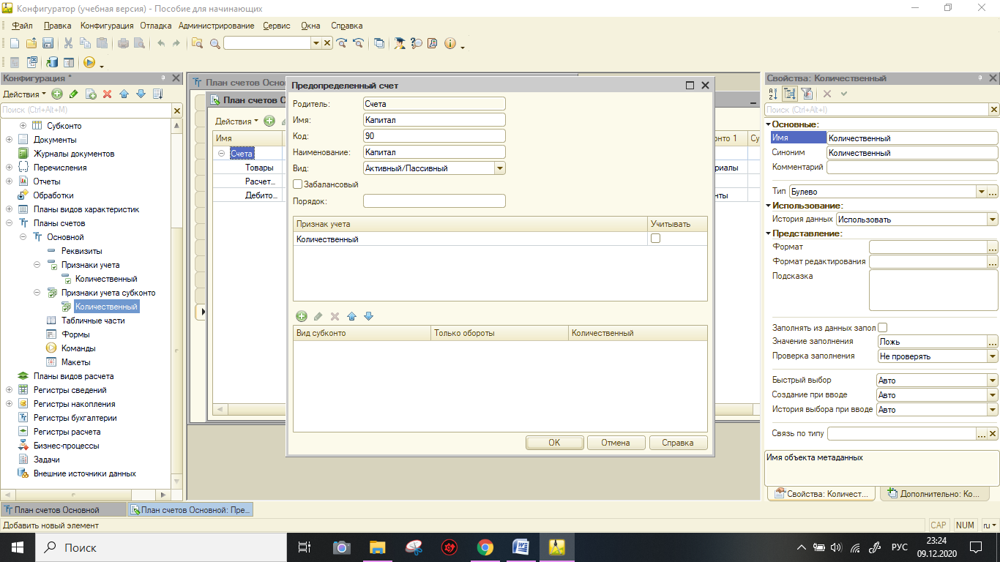 Конфигуратор (учебная версия) - Пособие для начинающих
Файл Правка Конфигурация Отладка Администрирование Сервис Окна Справка
Конфигурация *
Действия
Поиск (Ctrl+Alt+M)
Субконто
Документы
Журналы документов
Перечисления
Отчеты
Обработки
Планы видов характеристик
Планы счетов
Основной
Реквизиты
Признаки учета
Количественный
Признаки учета субконто
Количественный
Табличные части
Формы
Команды
Макеты
Планы видов расчета
Регистры сведений
Регистры накопления
Регистры бухгалтерии
Регистры расчета
Бизнес-процессы
Задачи
Внешние источники данных
План счетов Осно
План счетов О
Действия
Имя
онто 1
Су
Счета
Товары
риалы
Расчет...
Дебито...
нты
Предопределенный счет
Родитель: Счета
Имя: Капитал
Код: 90
Наименование: Капитал
Вид: Активный/Пассивный
Забалансовый
Порядок:
Признак учета Учитывать
Количественный
Вид субконто Только обороты Количественный
OK Отмена Справка
Свойства: Количественный
Поиск (Ctrl+Alt+I)
Основные:
Имя Количественный
Синоним Количественный
Комментарий
Тип Булево ...
Использование:
История данных Использовать
Представление:
Формат ...
Формат редактирования ...
Подсказка
Заполнять из данных запол
Значение заполнения Ложь ...
Проверка заполнения Не проверять
Быстрый выбор Авто
Создание при вводе Авто
История выбора при вводе Авто
Связь по типу ...
Имя объекта метаданных
Свойства: Количест... Дополнительно: Ко...
План счетов Основной План счетов Основной: Пре...
Добавить новый элемент
CAP NUM ru
Поиск
РУС
23:24
09.12.2020